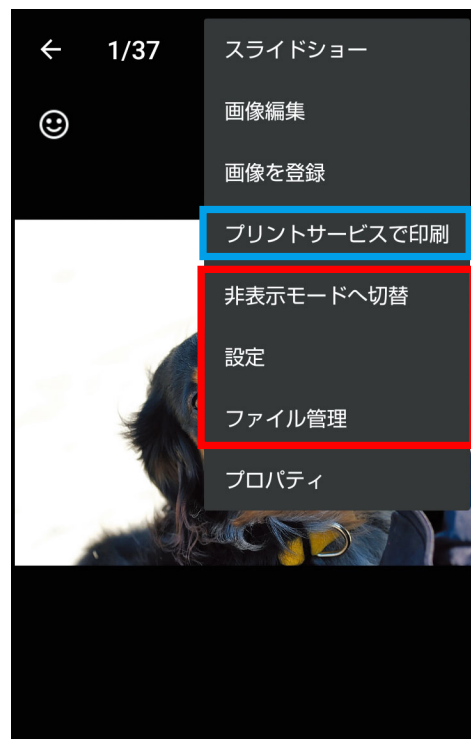 1/37
スライドショー
画像編集
画像を登録
プリントサービスで印刷
非表示モードへ切替
設定
ファイル管理
プロパティ